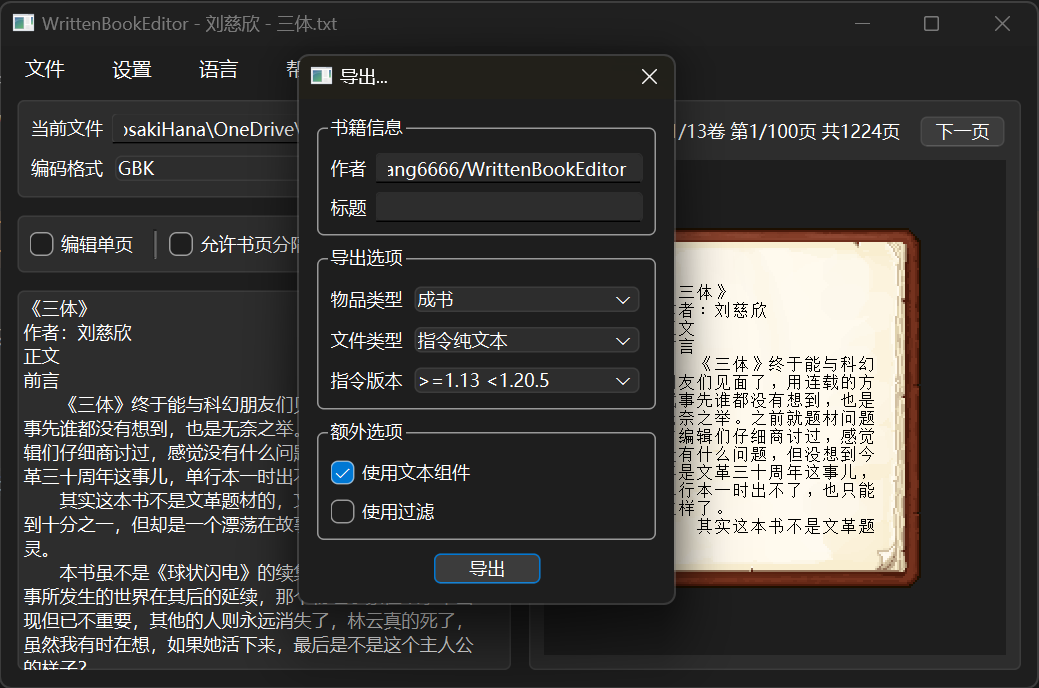 WrittenBookEditor - 刘慈欣 - 三体.txt
文件 设置 语言
当前文件 osakiHana\OneDrive\
编码格式 GBK
/13卷 第1/100页 共1224页 下一页
编辑单页 允许书页分
《三体》
作者：刘慈欣
正文
前言
《三体》终于能与科幻朋友们
事先谁都没有想到，也是无奈之举。
辑们仔细商讨过，感觉没有什么问
革三十周年这事儿，单行本一时出
其实这本书不是文革题材的，
到十分之一，但却是一个漂荡在故
灵。
本书虽不是《球状闪电》的续
事所发生的世界在其后的延续，那
现但已不重要，其他的人则永远消失了，林云真的死了，
虽然我有时在想，如果她活下来，最后是不是这个主人公
的样子?
导出...
书籍信息
作者 ang6666/WrittenBookEditor
标题
导出选项
物品类型 成书
文件类型 指令纯文本
指令版本 >=1.13 <1.20.5
额外选项
使用文本组件
使用过滤
导出
三体》
者：刘慈欣
文
言
《三体》终于能与科幻
友们见面了，用连载的方
事先谁都没有想到，也是
奈之举。之前就题材问题
编辑们仔细商讨过，感觉
有什么问题，但没想到今
是文革三十周年这事儿，
行本一时出不了，也只能
样了。
其实这本书不是文革题